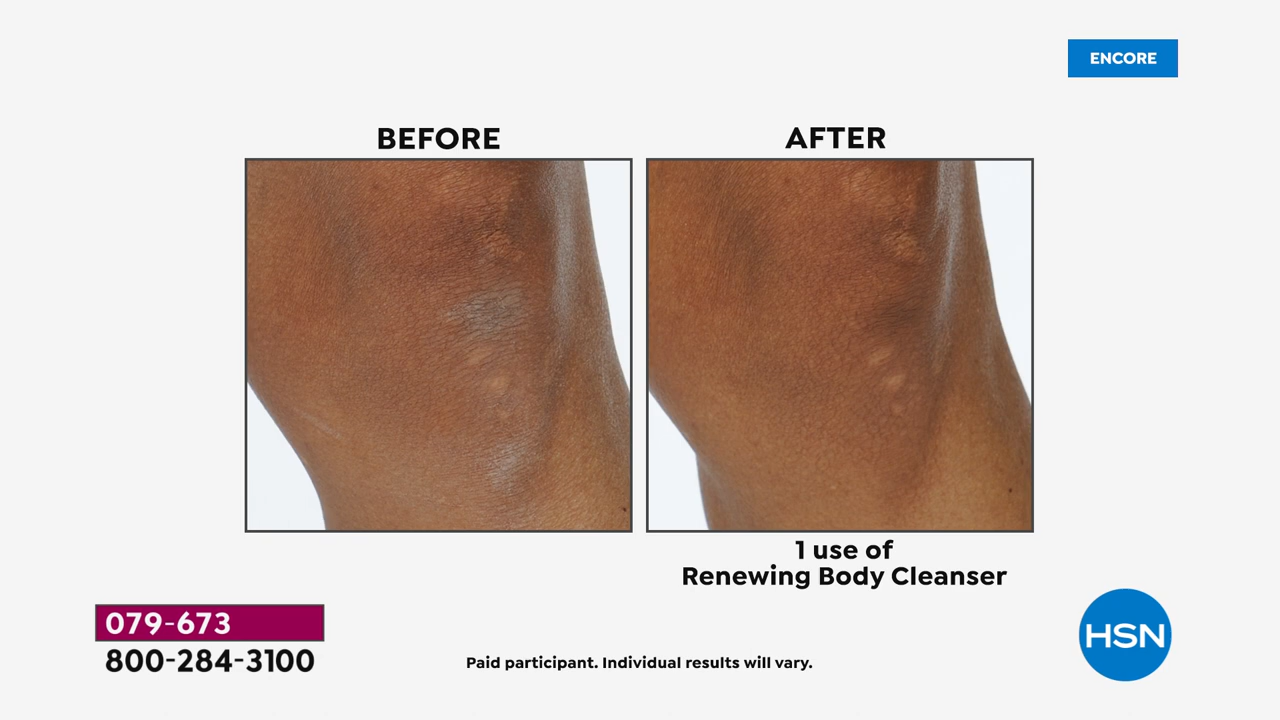 ENCORE
BEFORE
AFTER
1 use of
Renewing Body Cleanser
079-673
800-284-3100
Paid participant. Individual results will vary.
HSN